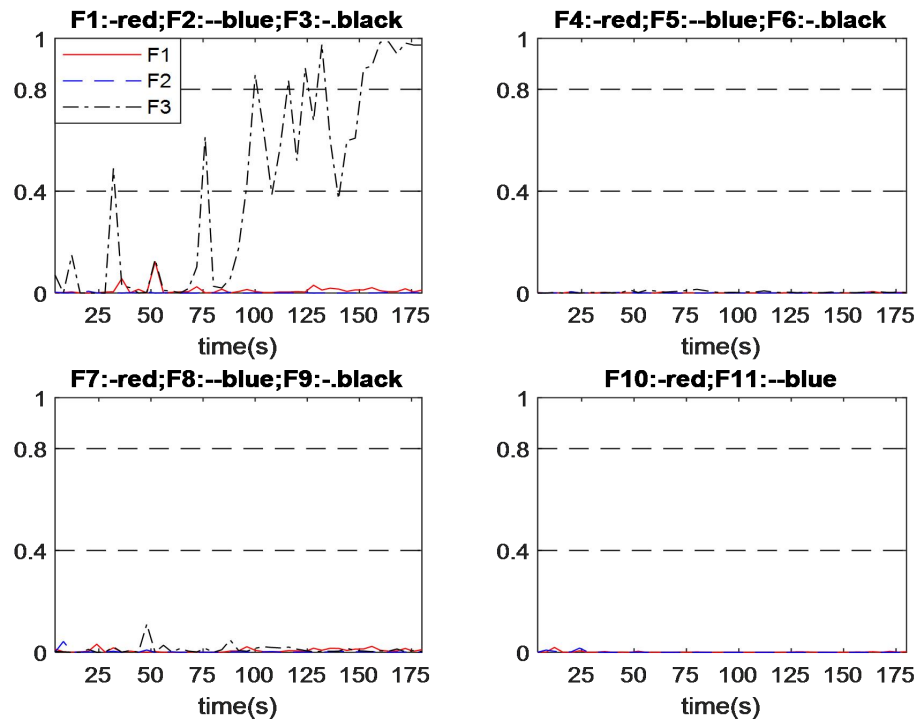 F1:-red;F2:--blue;F3:-.black
1
0.8
0.4
0
F1
F2
F3
25 50 75 100 125 150 175
time(s)
F4:-red;F5:--blue;F6:-.black
1
0.8
0.4
0
25 50 75 100 125 150 175
time(s)
F7:-red;F8:--blue;F9:-.black
1
0.8
0.4
0
25 50 75 100 125 150 175
time(s)
F10:-red;F11:--blue
1
0.8
0.4
0
25 50 75 100 125 150 175
time(s)